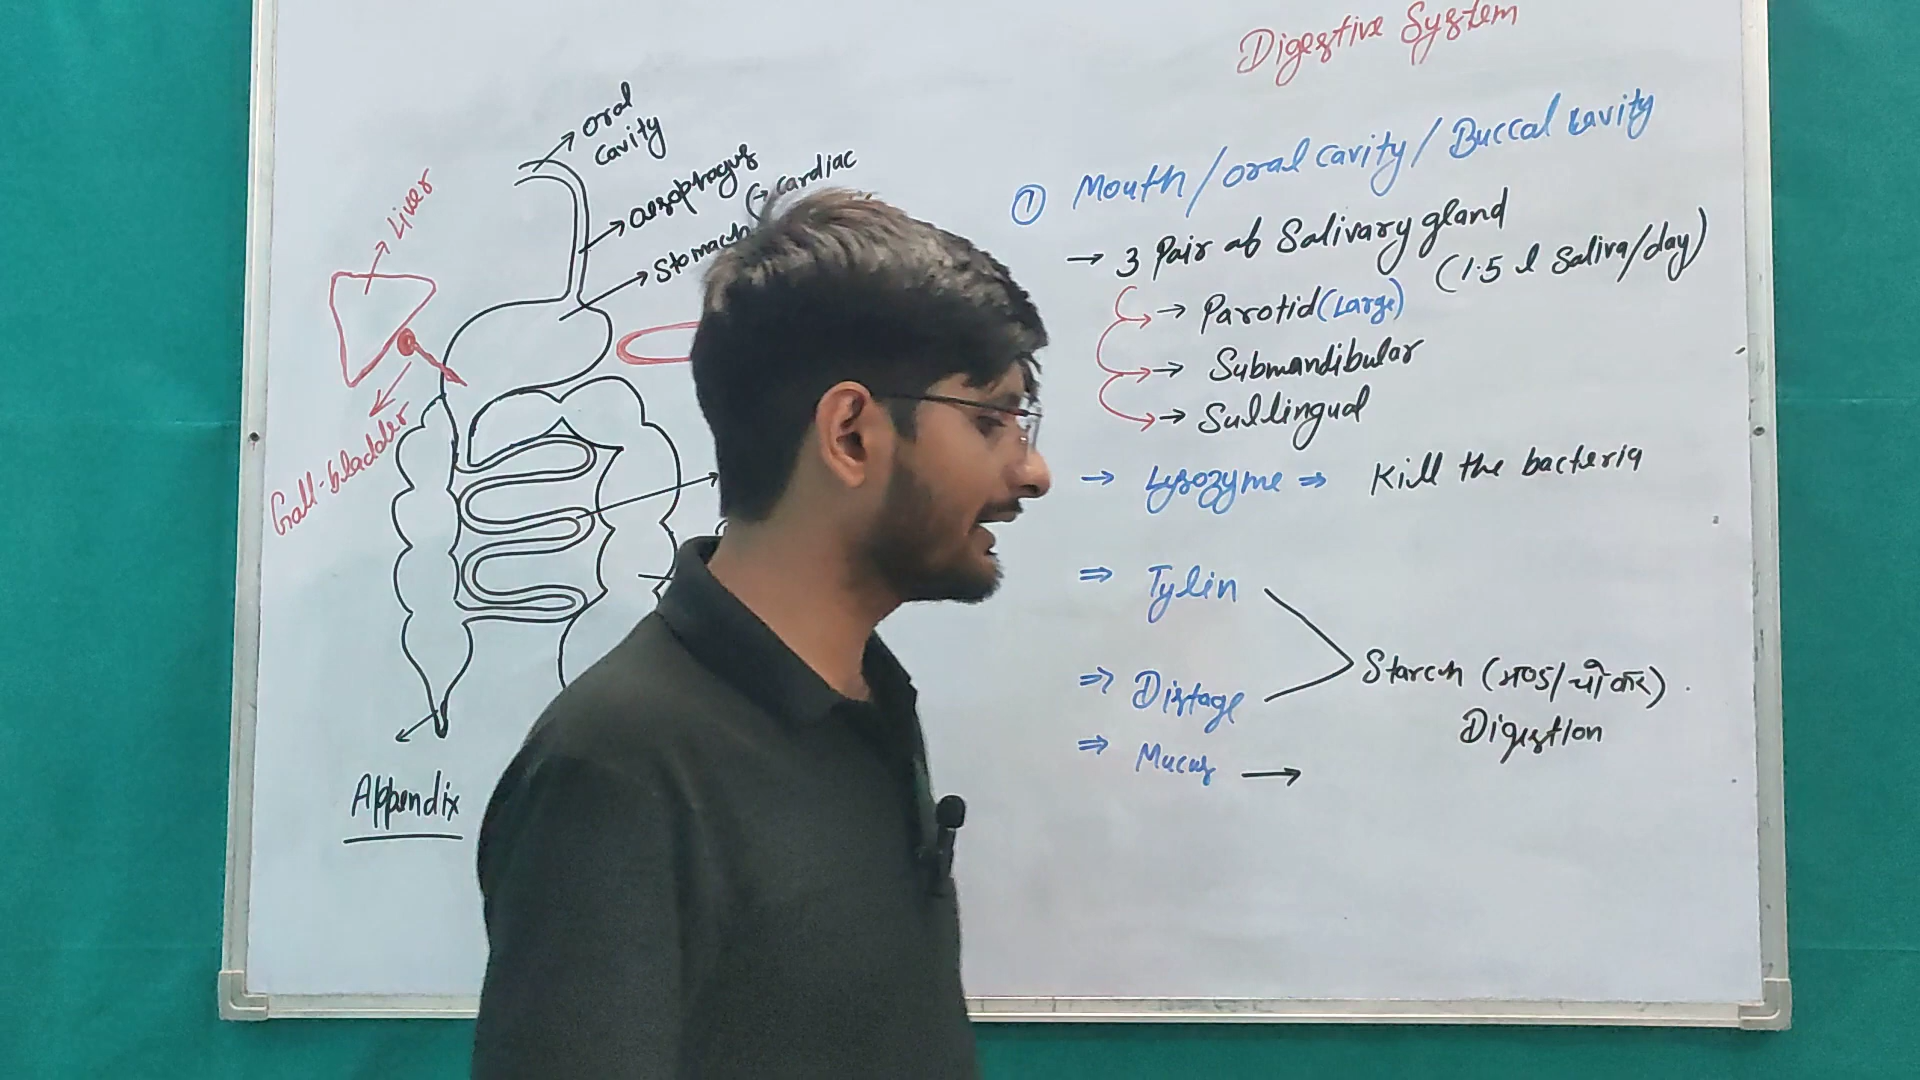 Digestive System
oral
cavity
oesophagus
cardiac
Stomach
Liver
Gall-bladder
Appendix
① Mouth/oral cavity/Buccal cavity
→ 3 Pair of Salivary gland
(1.5 l Saliva/day)
→ Parotid (Large)
→ Submandibular
→ Sublingual
→ Lysozyme ⇒ Kill the bacteria
⇒ Tylin
⇒ Distage
Starch (माण्ड/चोकर)
Digestion
⇒ Mucus →